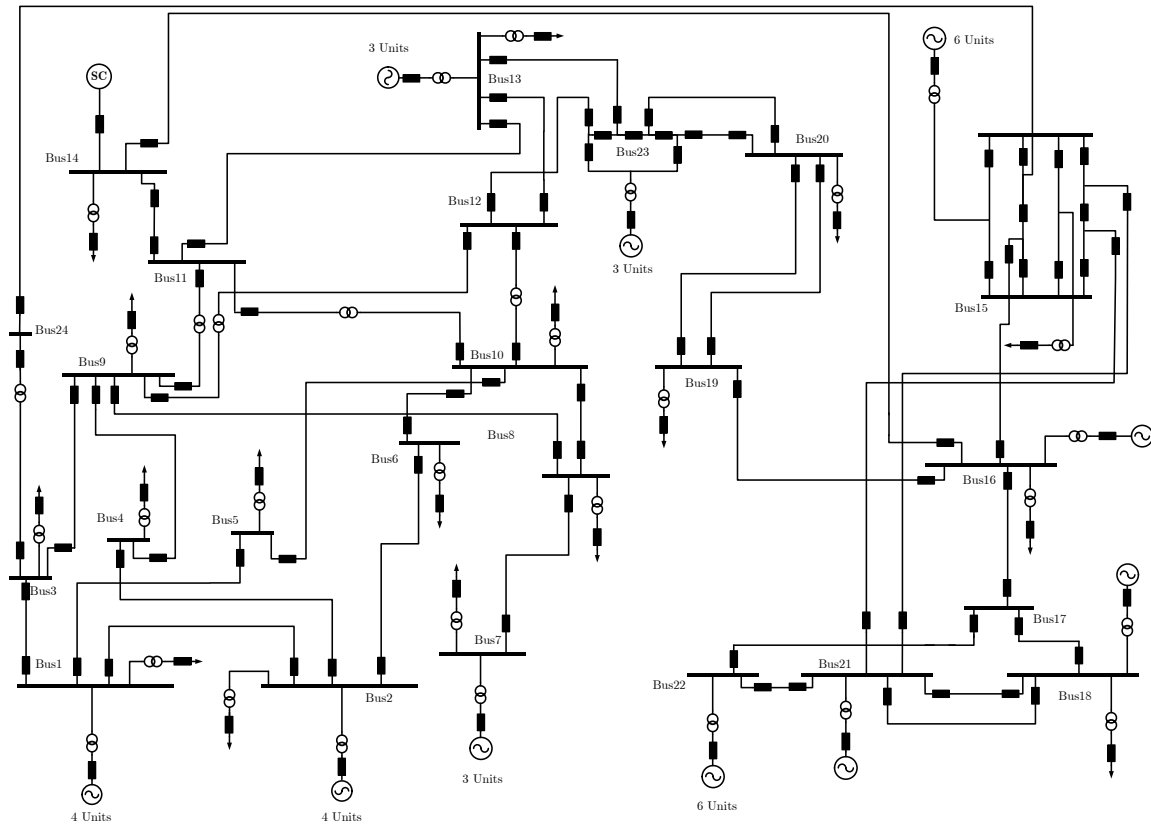 6 Units
3 Units
SC
Bus13
Bus20
Bus23
Bus14
Bus12
3 Units
Bus11
Bus15
Bus24
Bus9
Bus10
Bus19
Bus8
Bus6
Bus16
Bus4
Bus5
Bus3
Bus17
Bus7
Bus1
Bus21
Bus22
Bus2
Bus18
3 Units
6 Units
4 Units
4 Units